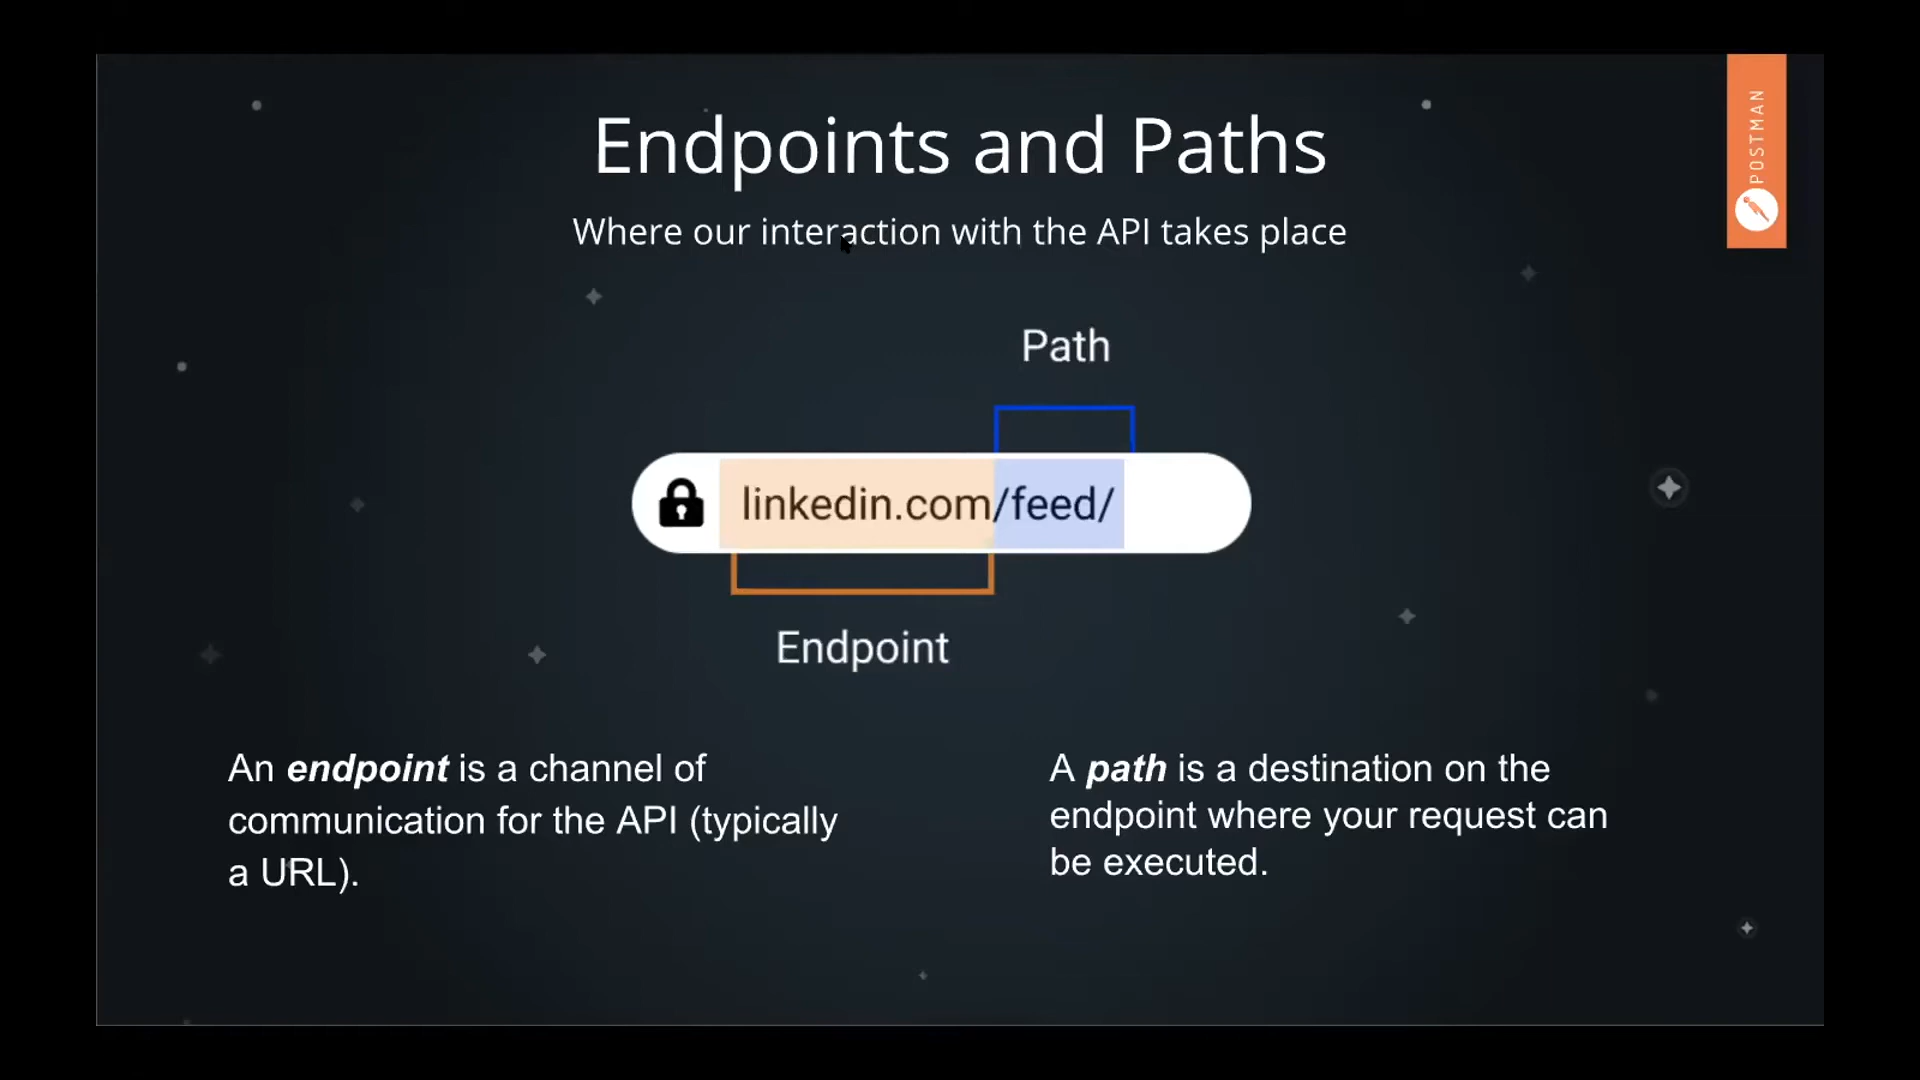 Endpoints and Paths
POSTMAN
Where our interaction with the API takes place
Path
linkedin.com/feed/
Endpoint
An endpoint is a channel of
communication for the API (typically
a URL).
A path is a destination on the
endpoint where your request can
be executed.